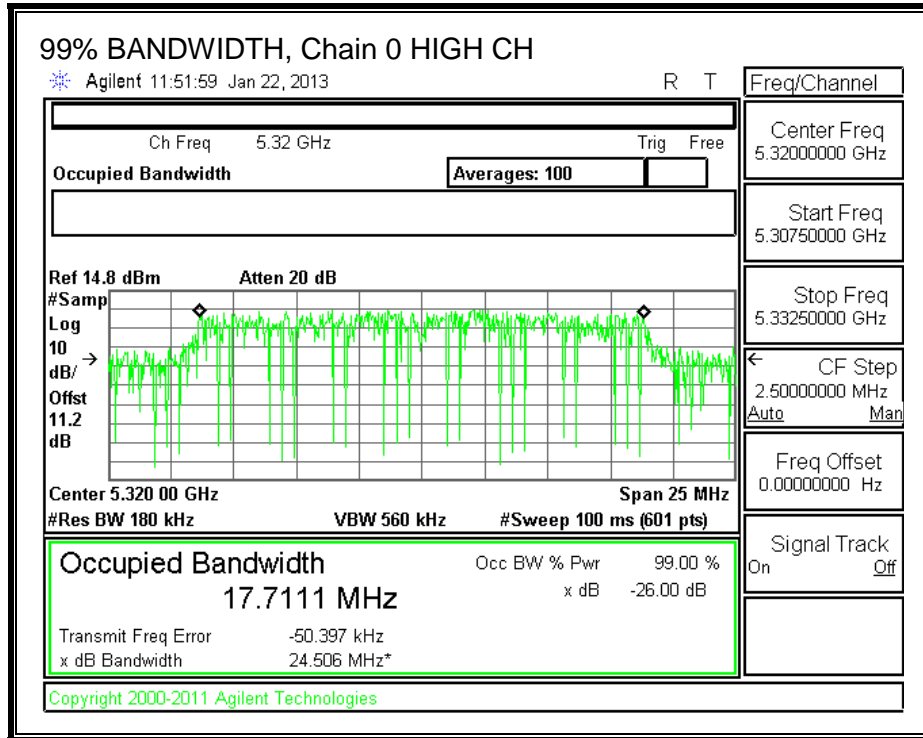 99% BANDWIDTH, Chain 0 HIGH CH
Agilent 11:51:59 Jan 22, 2013 R T
Ch Freq 5.32 GHz Trig Free
Occupied Bandwidth Averages: 100
Ref 14.8 dBm Atten 20 dB
#Samp
Log
10
dB/
Offst
11.2
dB
Center 5.320 00 GHz Span 25 MHz
#Res BW 180 kHz VBW 560 kHz #Sweep 100 ms (601 pts)
Occupied Bandwidth Occ BW % Pwr 99.00 %
17.7111 MHz x dB -26.00 dB
Transmit Freq Error -50.397 kHz
x dB Bandwidth 24.506 MHz*
Copyright 2000-2011 Agilent Technologies
Freq/Channel
Center Freq
5.32000000 GHz
Start Freq
5.30750000 GHz
Stop Freq
5.33250000 GHz
CF Step
2.50000000 MHz
Auto Man
Freq Offset
0.00000000 Hz
Signal Track
On Off